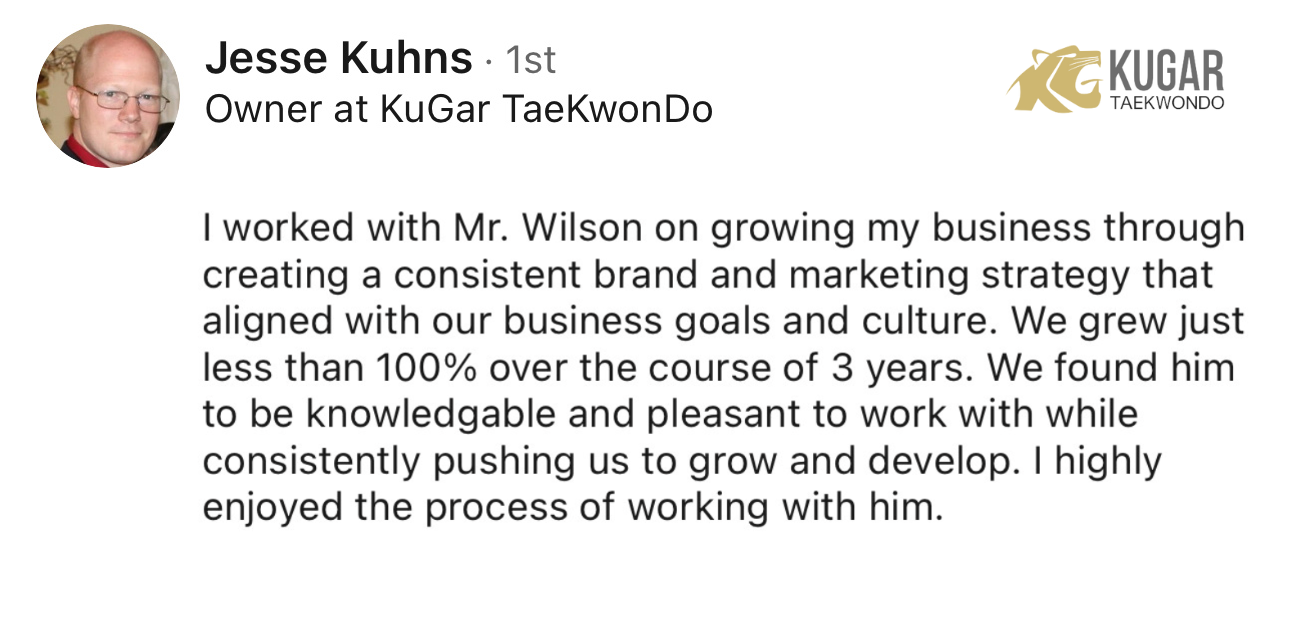 Jesse Kuhns · 1st
Owner at KuGar TaeKwonDo
KUGAR
TAEKWONDO
I worked with Mr. Wilson on growing my business through
creating a consistent brand and marketing strategy that
aligned with our business goals and culture. We grew just
less than 100% over the course of 3 years. We found him
to be knowledgable and pleasant to work with while
consistently pushing us to grow and develop. I highly
enjoyed the process of working with him.